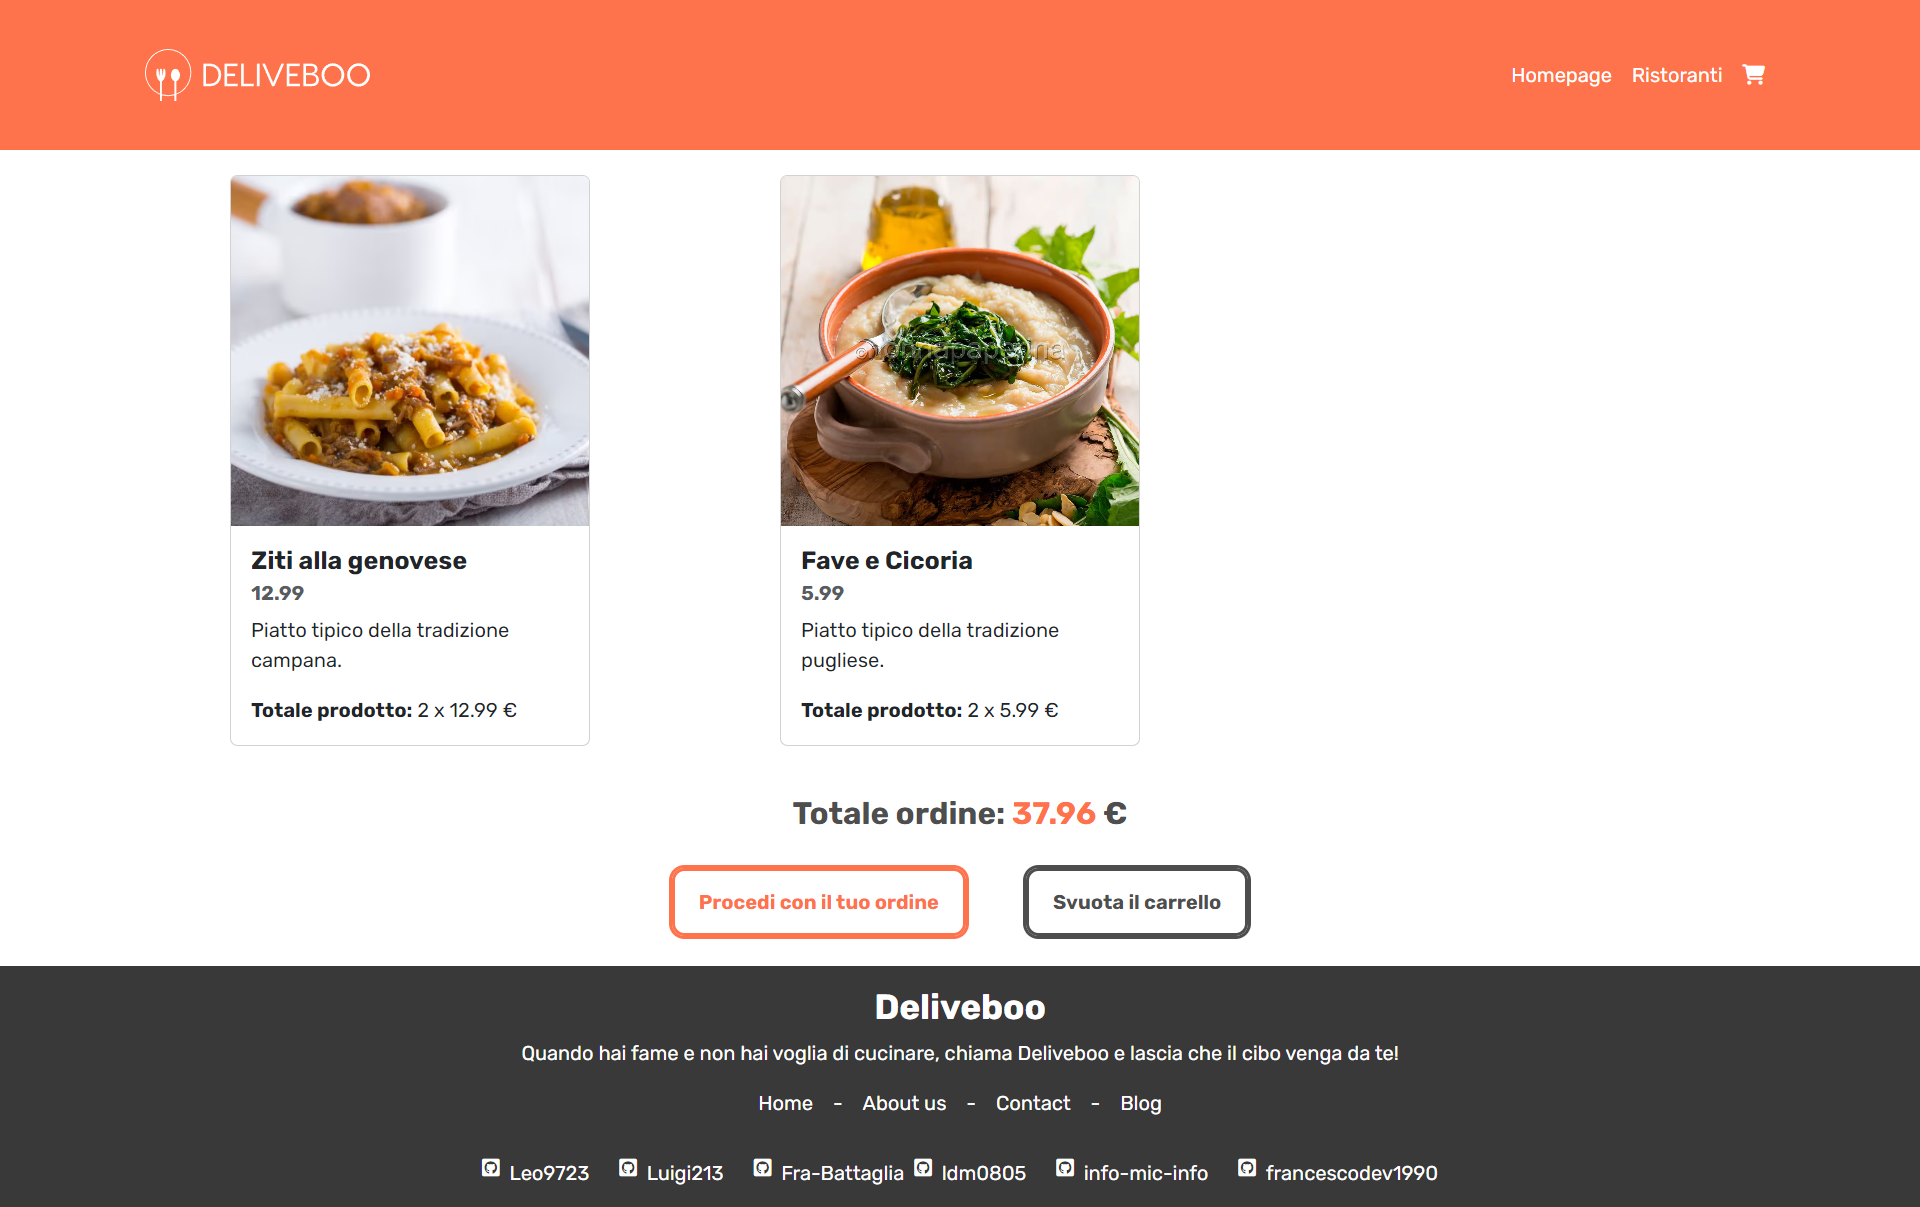 DELIVEBOO
Homepage Ristoranti
Ziti alla genovese
12.99
Piatto tipico della tradizione
campana.
Totale prodotto: 2 x 12.99 €
Fave e Cicoria
5.99
Piatto tipico della tradizione
pugliese.
Totale prodotto: 2 x 5.99 €
Totale ordine: 37.96 €
Procedi con il tuo ordine
Svuota il carrello
Deliveboo
Quando hai fame e non hai voglia di cucinare, chiama Deliveboo e lascia che il cibo venga da te!
Home - About us - Contact - Blog
Leo9723 Luigi213 Fra-Battaglia ldm0805 info-mic-info francescodev1990